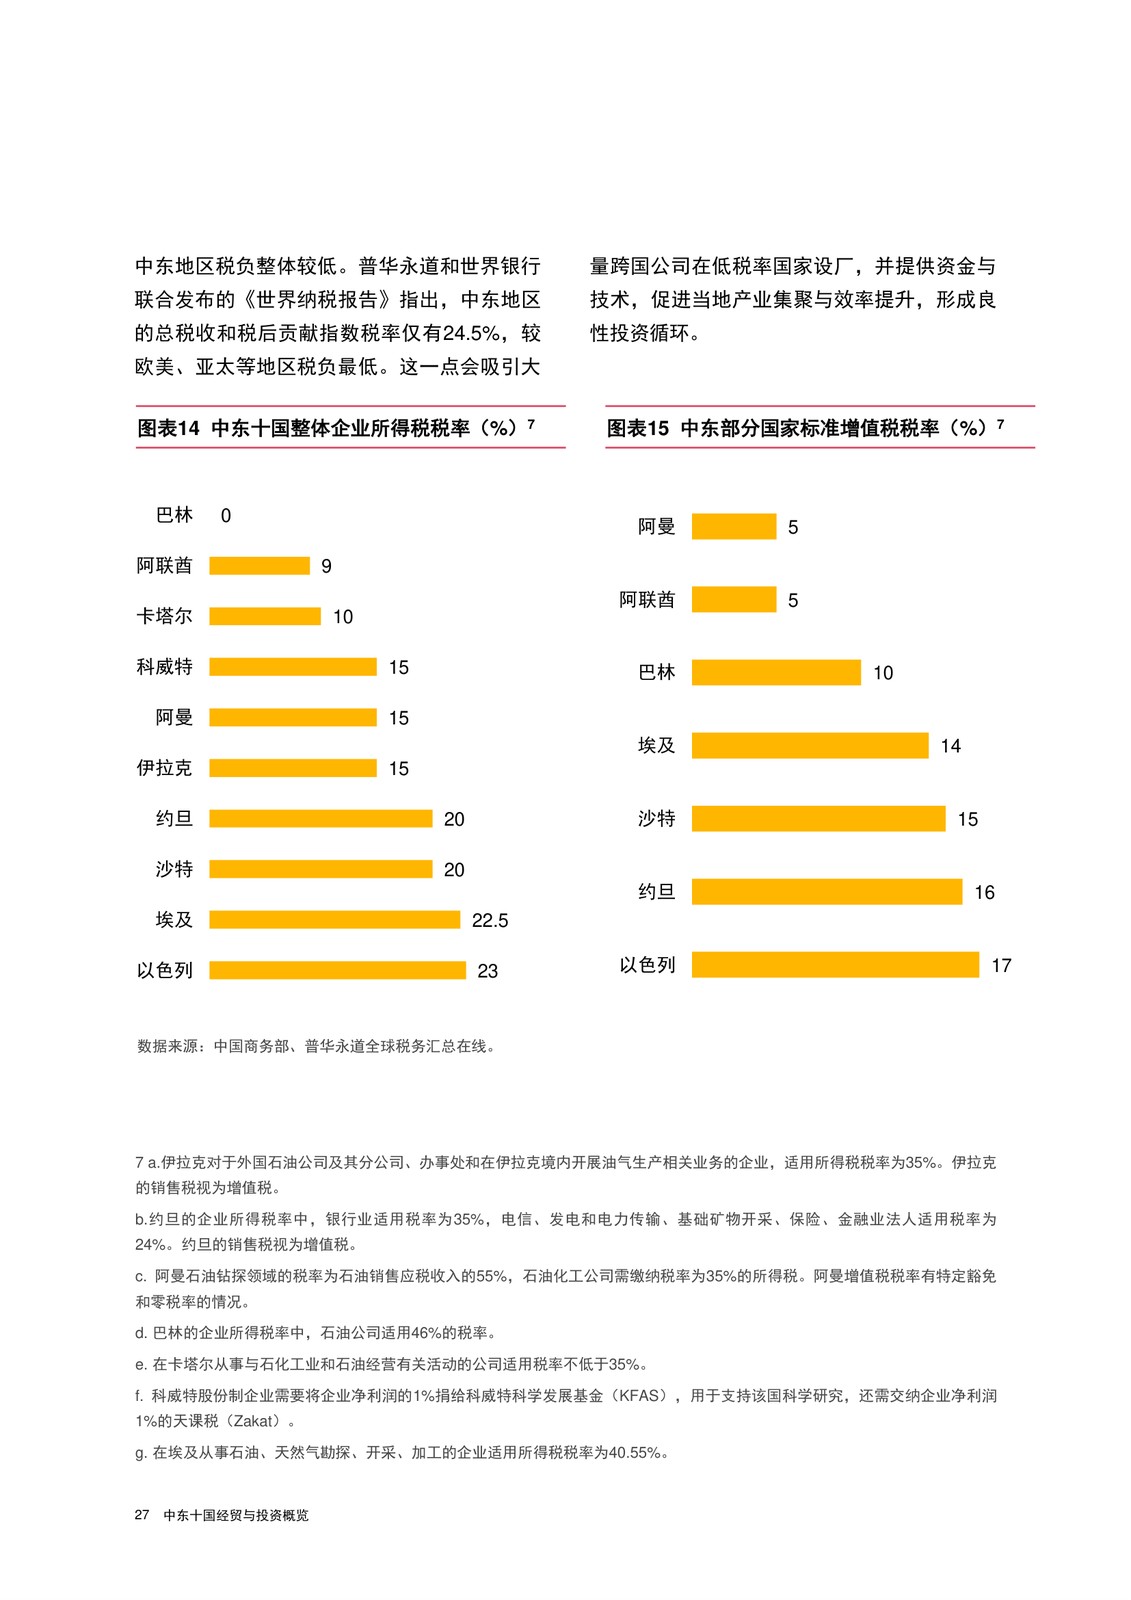 中东地区税负整体较低。普华永道和世界银行
联合发布的《世界纳税报告》指出，中东地区
的总税收和税后贡献指数税率仅有24.5%，较
欧美、亚太等地区税负最低。这一点会吸引大
量跨国公司在低税率国家设厂，并提供资金与
技术，促进当地产业集聚与效率提升，形成良
性投资循环。
图表14 中东十国整体企业所得税税率（%）7
巴林 0
阿联酋 9
卡塔尔 10
科威特 15
阿曼 15
伊拉克 15
约旦 20
沙特 20
埃及 22.5
以色列 23
图表15 中东部分国家标准增值税税率（%）7
阿曼 5
阿联酋 5
巴林 10
埃及 14
沙特 15
约旦 16
以色列 17
数据来源：中国商务部、普华永道全球税务汇总在线。
7 a.伊拉克对于外国石油公司及其分公司、办事处和在伊拉克境内开展油气生产相关业务的企业，适用所得税税率为35%。伊拉克
的销售税视为增值税。
b.约旦的企业所得税率中，银行业适用税率为35%，电信、发电和电力传输、基础矿物开采、保险、金融业法人适用税率为
24%。约旦的销售税视为增值税。
c. 阿曼石油钻探领域的税率为石油销售应税收入的55%，石油化工公司需缴纳税率为35%的所得税。阿曼增值税税率有特定豁免
和零税率的情况。
d. 巴林的企业所得税率中，石油公司适用46%的税率。
e. 在卡塔尔从事与石化工业和石油经营有关活动的公司适用税率不低于35%。
f. 科威特股份制企业需要将企业净利润的1%捐给科威特科学发展基金（KFAS），用于支持该国科学研究，还需交纳企业净利润
1%的天课税（Zakat）。
g. 在埃及从事石油、天然气勘探、开采、加工的企业适用所得税税率为40.55%。
27 中东十国经贸与投资概览